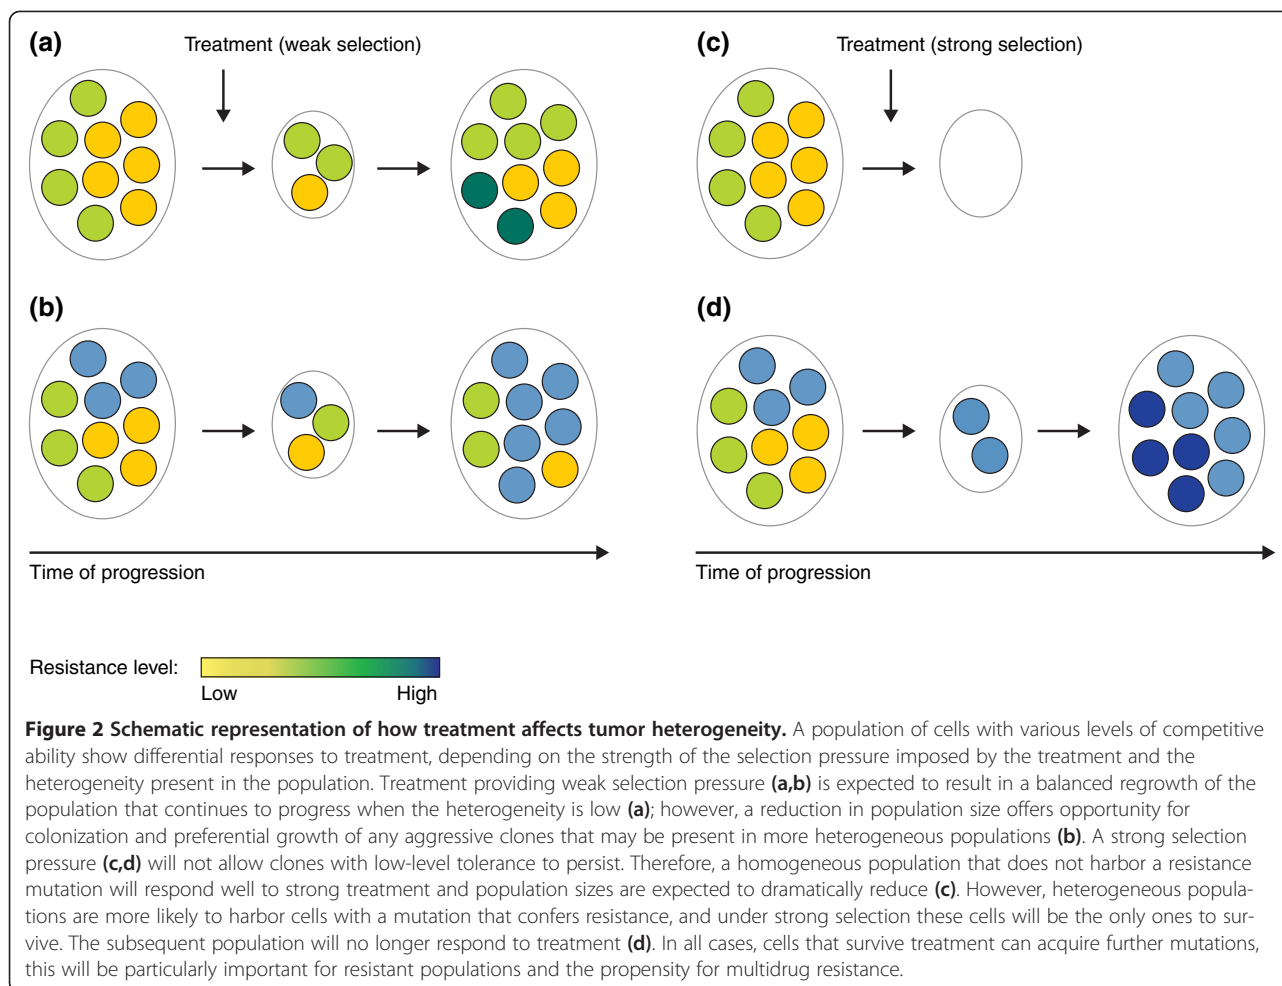 (a)
Treatment (weak selection)
(c)
Treatment (strong selection)
(b)
(d)
Time of progression
Time of progression
Resistance level:
Low
High
Figure 2 Schematic representation of how treatment affects tumor heterogeneity. A population of cells with various levels of competitive
ability show differential responses to treatment, depending on the strength of the selection pressure imposed by the treatment and the
heterogeneity present in the population. Treatment providing weak selection pressure (a,b) is expected to result in a balanced regrowth of the
population that continues to progress when the heterogeneity is low (a); however, a reduction in population size offers opportunity for
colonization and preferential growth of any aggressive clones that may be present in more heterogeneous populations (b). A strong selection
pressure (c,d) will not allow clones with low-level tolerance to persist. Therefore, a homogeneous population that does not harbor a resistance
mutation will respond well to strong treatment and population sizes are expected to dramatically reduce (c). However, heterogeneous popula-
tions are more likely to harbor cells with a mutation that confers resistance, and under strong selection these cells will be the only ones to sur-
vive. The subsequent population will no longer respond to treatment (d). In all cases, cells that survive treatment can acquire further mutations,
this will be particularly important for resistant populations and the propensity for multidrug resistance.